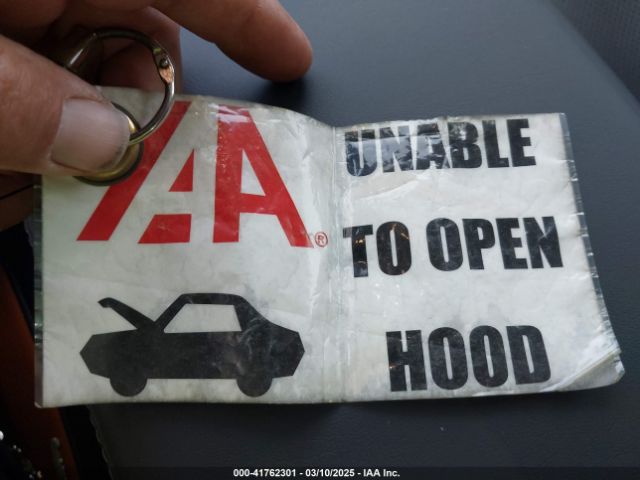 IAA®
UNABLE
TO OPEN
HOOD
000-41762301 - 03/10/2025 - IAA Inc.